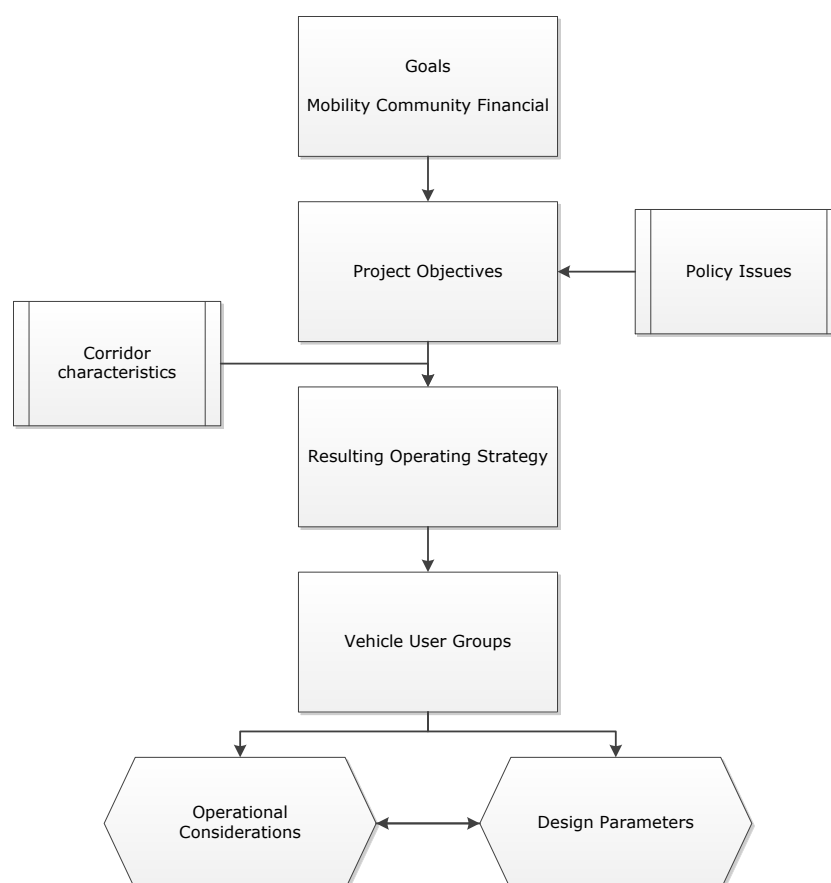 Goals
Mobility Community Financial
Project Objectives
Policy Issues
Corridor
characteristics
Resulting Operating Strategy
Vehicle User Groups
Operational
Considerations
Design Parameters